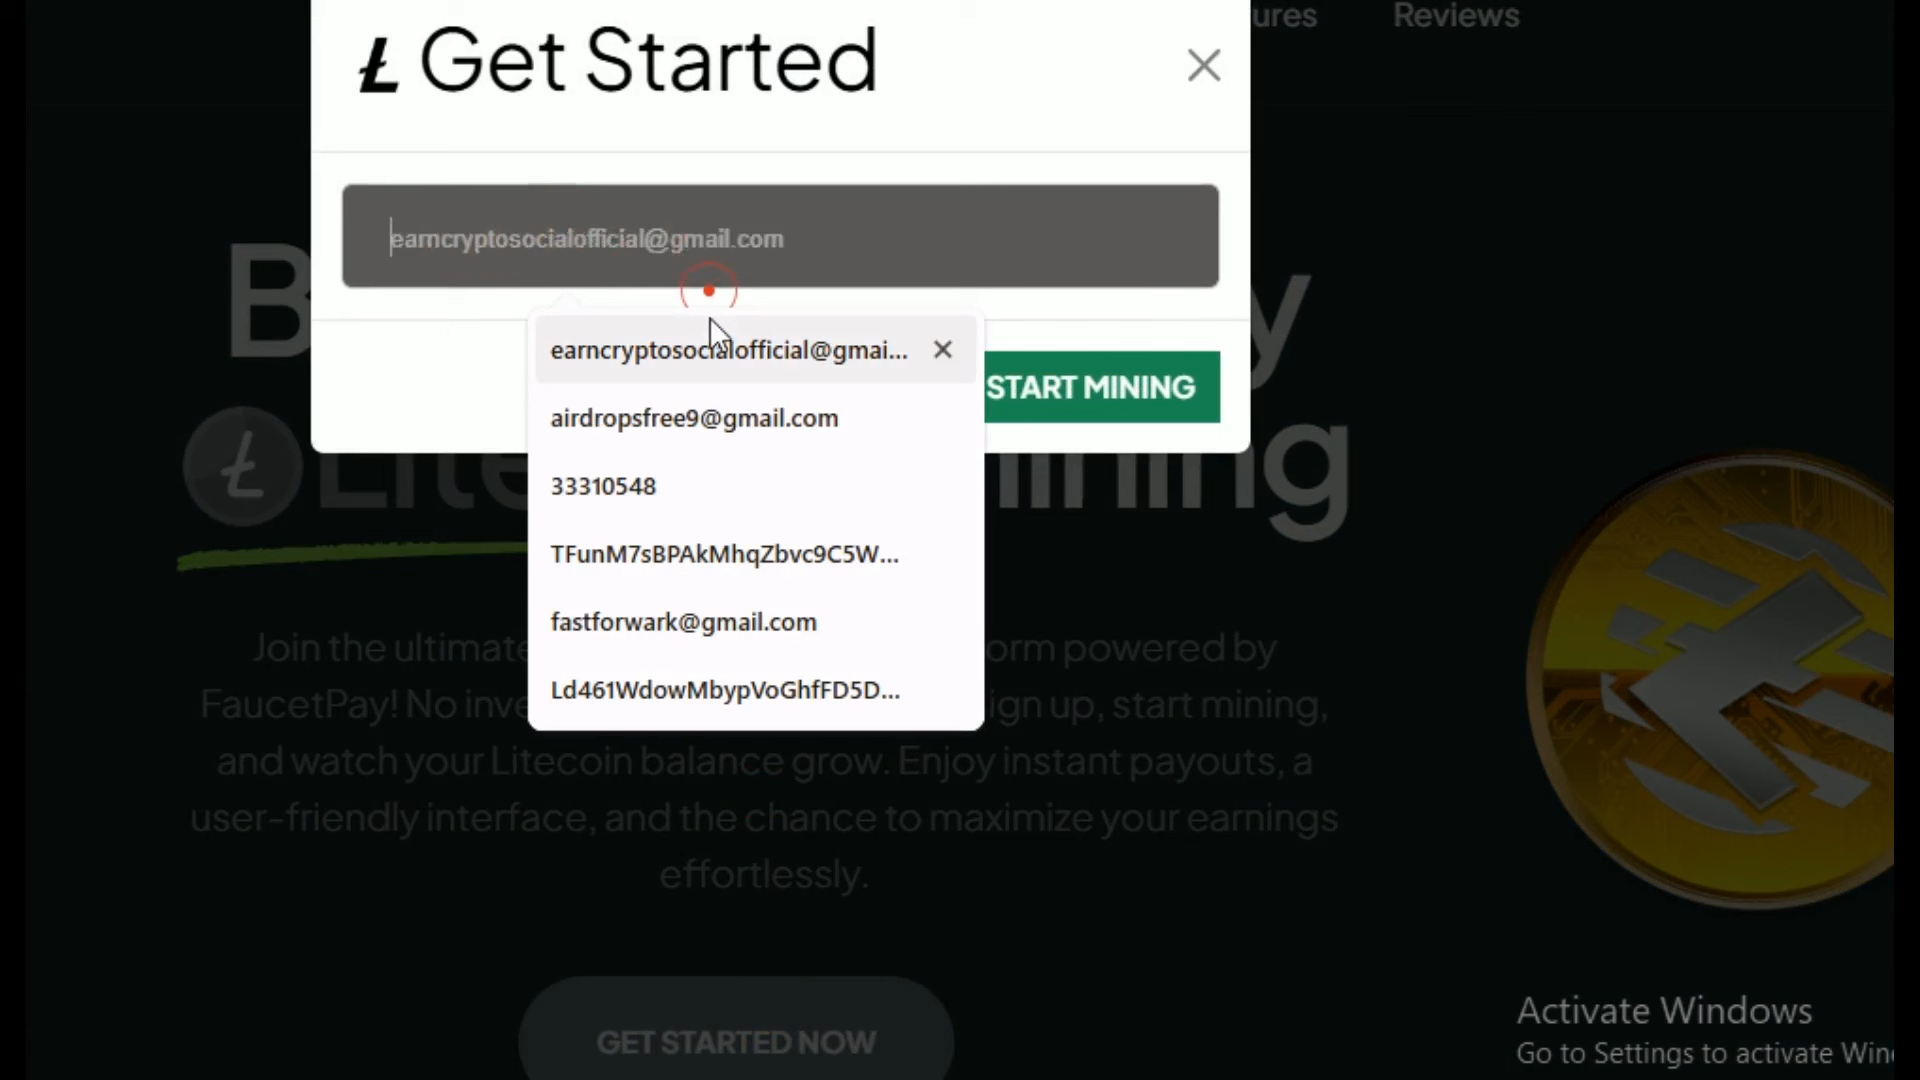 ures Reviews
Ł Get Started
earncryptosocialofficial@gmail.com
earncryptosocialofficial@gmai...
airdropsfree9@gmail.com
33310548
TFunM7sBPAkMhqZbvc9C5W...
fastforwark@gmail.com
Ld461WdowMbypVoGhfFD5D...
START MINING
B y
Lite ining
Join the ultimate orm powered by
FaucetPay! No inve ign up, start mining,
and watch your Litecoin balance grow. Enjoy instant payouts, a
user-friendly interface, and the chance to maximize your earnings
effortlessly.
GET STARTED NOW
Activate Windows
Go to Settings to activate Win